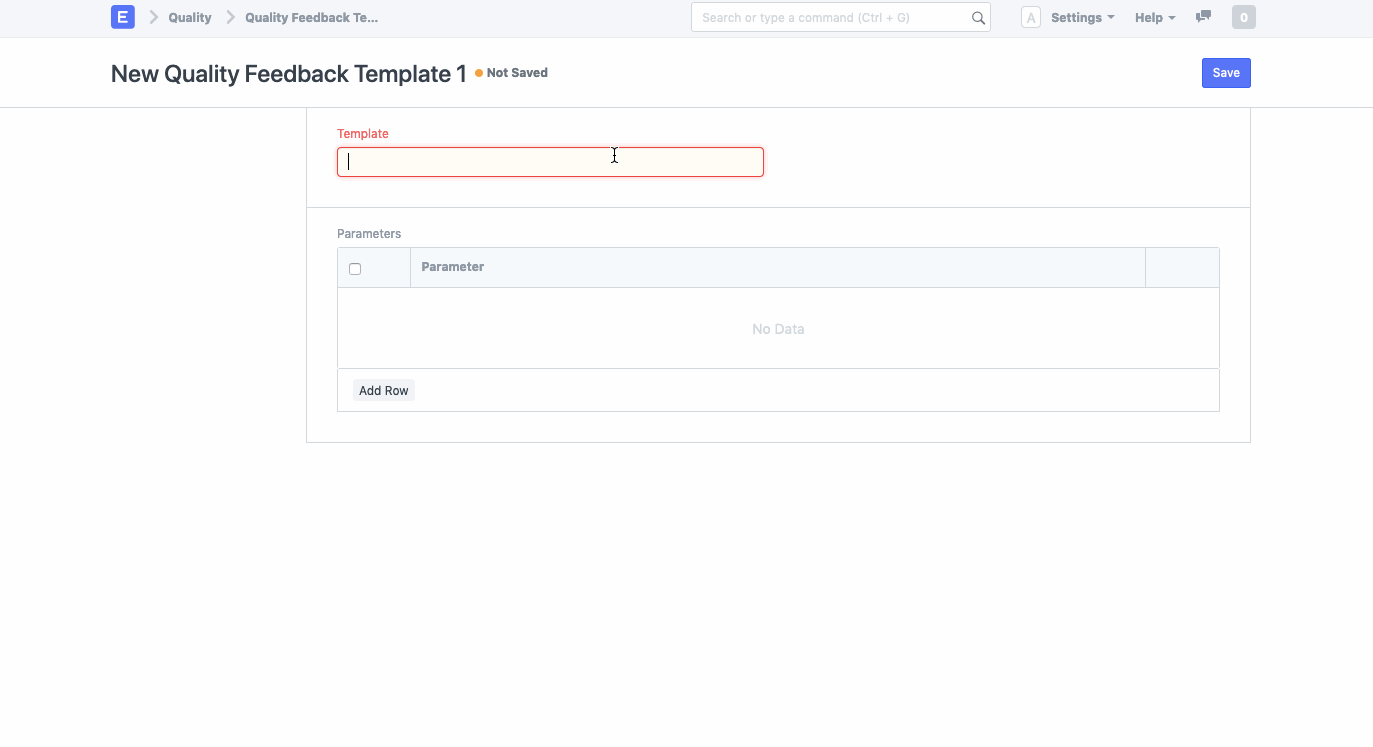 E Quality Quality Feedback Te... Search or type a command (Ctrl + G) A Settings Help 0
New Quality Feedback Template 1 Not Saved Save
Template
Parameters
Parameter
No Data
Add Row